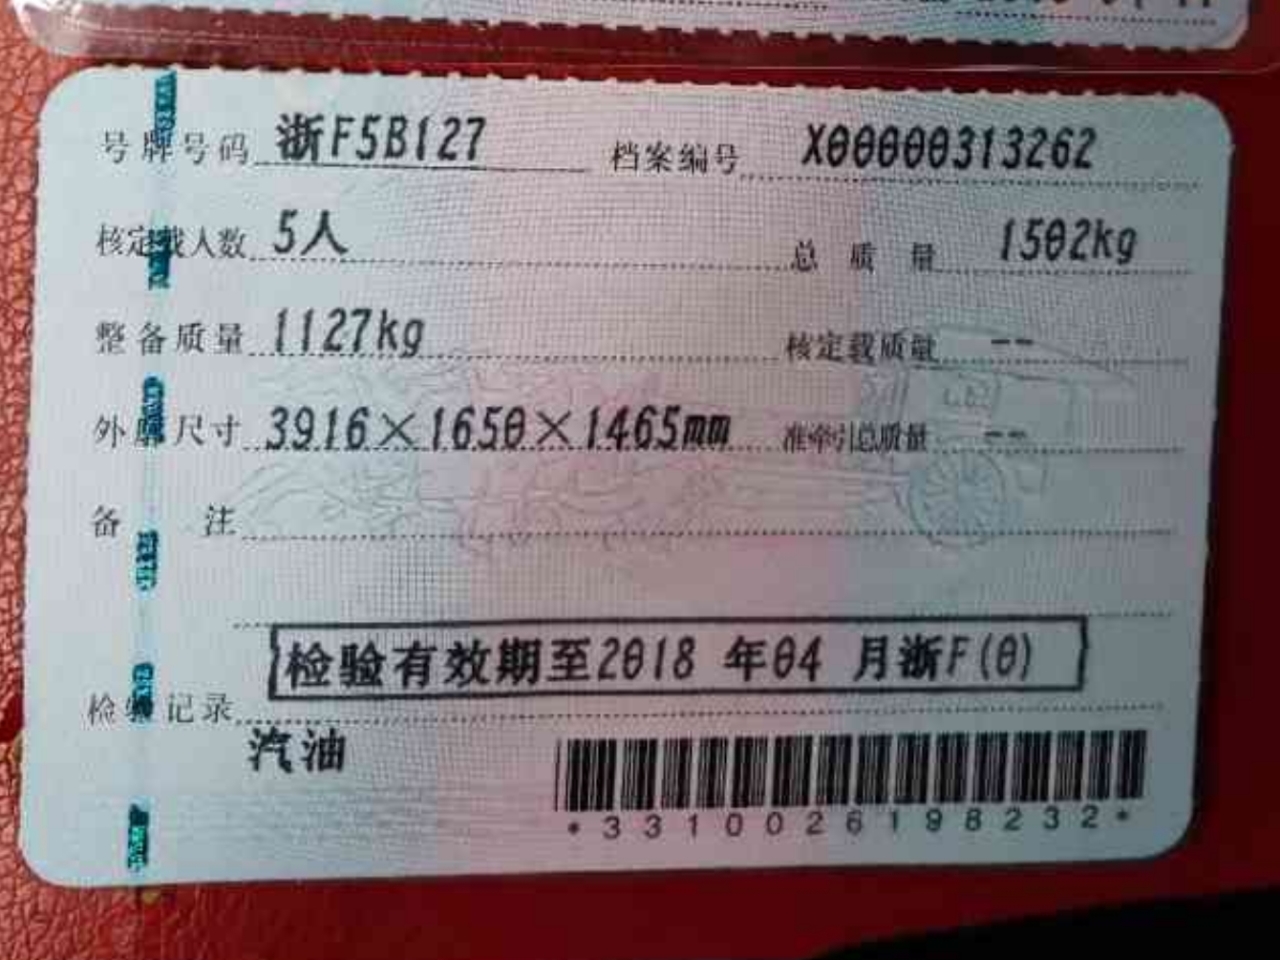 号牌号码 浙F5B127 档案编号 X00000313262
核定载人数 5人 总质量 1502kg
整备质量 1127kg 核定载质量 --
外廓尺寸 3916×1650×1465mm 准牵引总质量 --
备注
检验有效期至2018 年04 月浙F(0)
检验记录
汽油
*3310026198232*